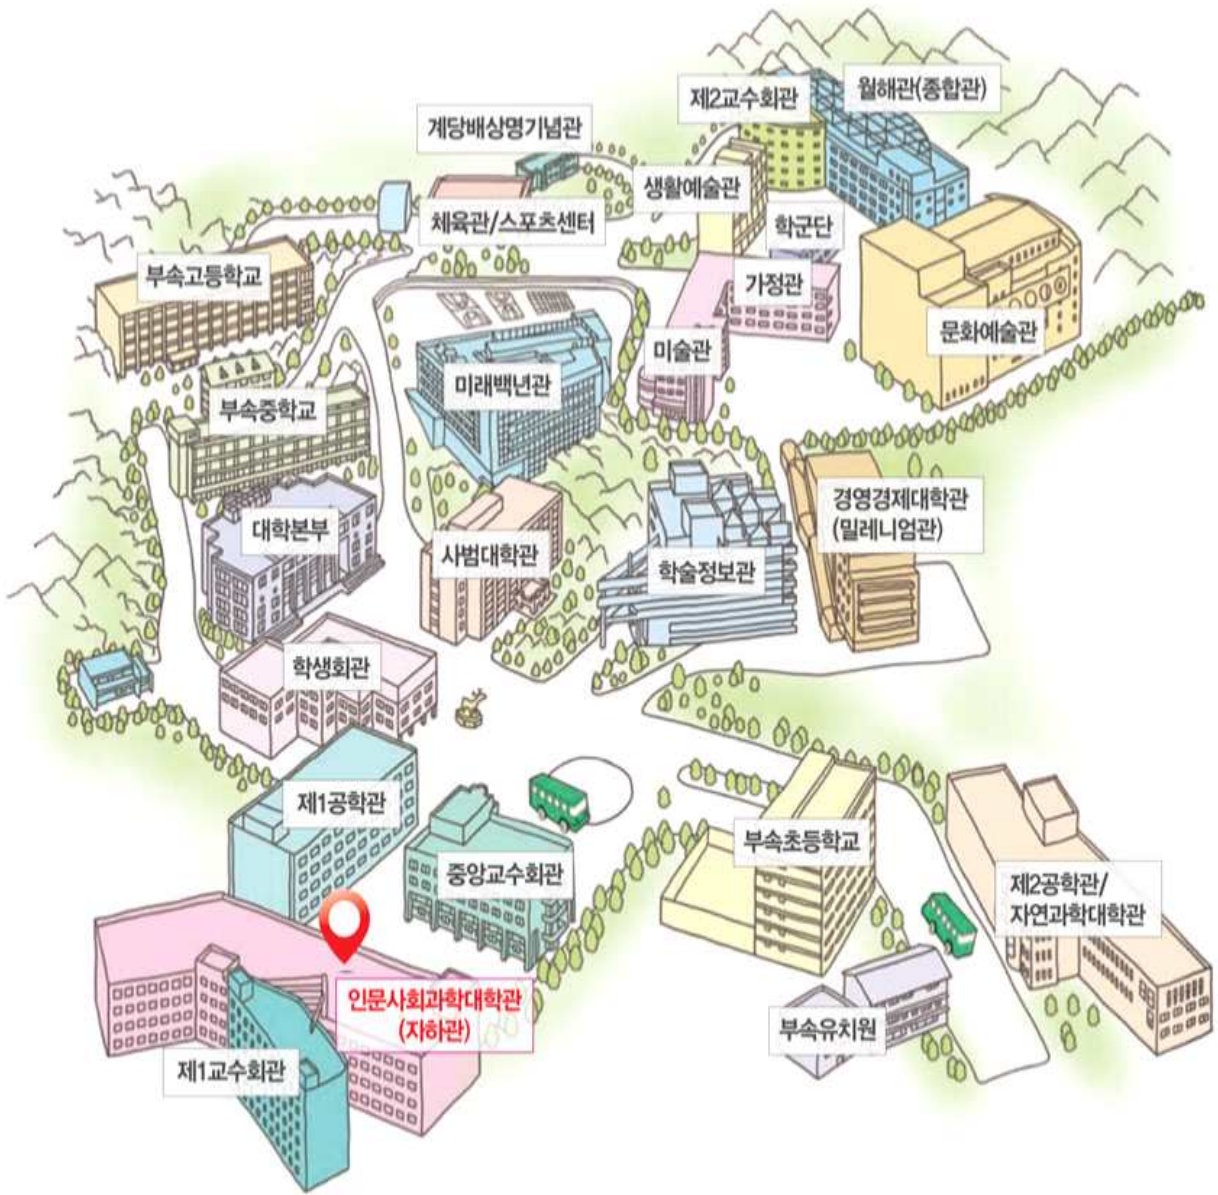 월해관(종합관)
제2교수회관
계당배상명기념관
생활예술관
체육관/스포츠센터
학군단
부속고등학교
가정관
문화예술관
미술관
미래백년관
부속중학교
경영경제대학관
(밀레니엄관)
대학본부
사범대학관
학술정보관
학생회관
제1공학관
부속초등학교
중앙교수회관
제2공학관/
자연과학대학관
인문사회과학대학관
(자하관)
부속유치원
제1교수회관